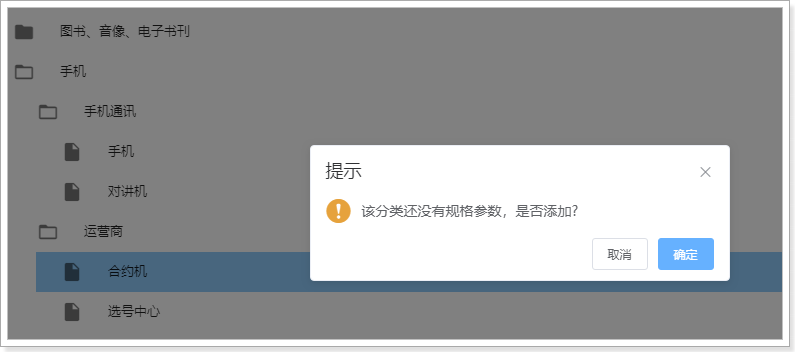 图书、音像、电子书刊
手机
手机通讯
手机
对讲机
运营商
合约机
选号中心
提示
该分类还没有规格参数，是否添加?
取消 确定